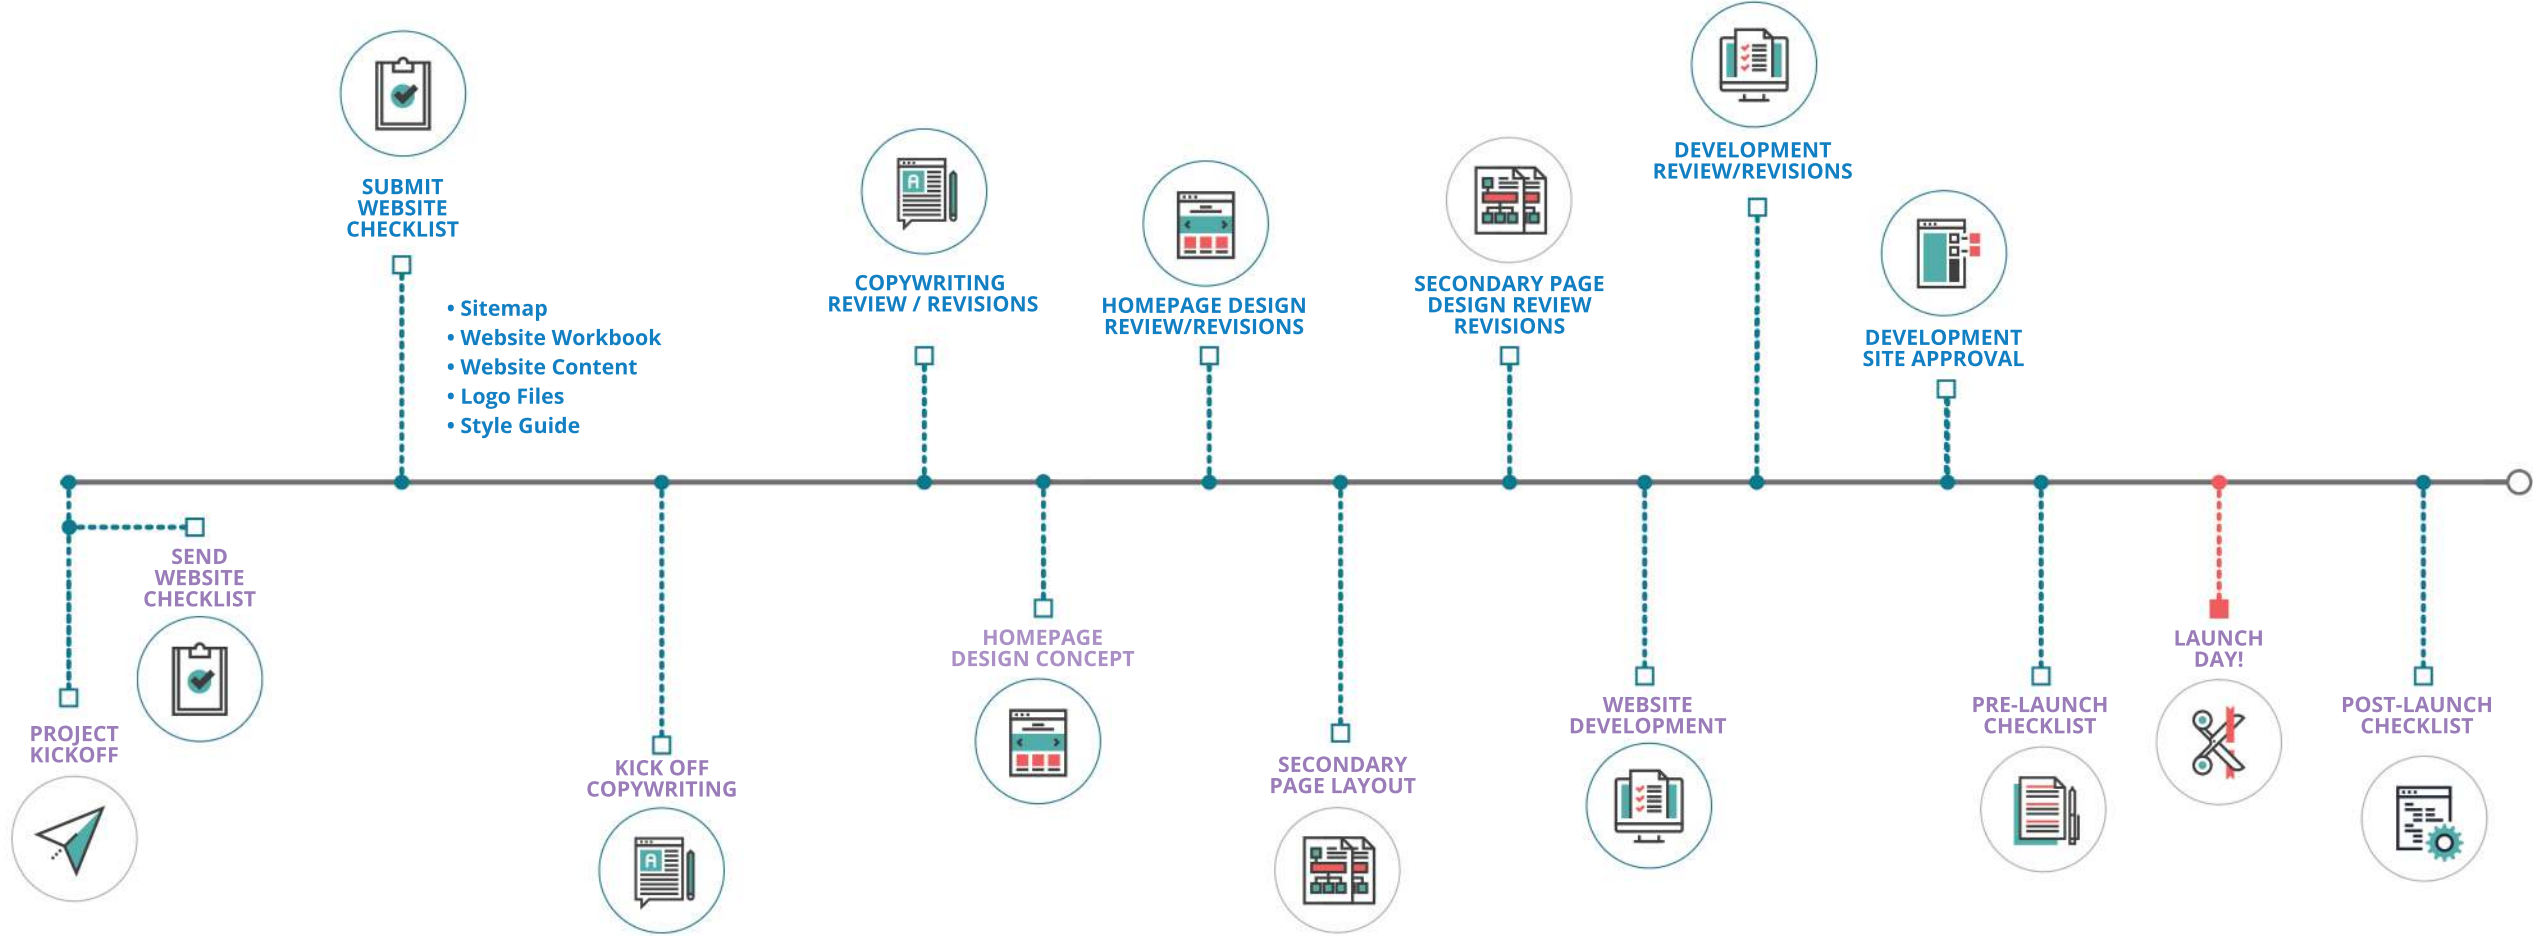 SUBMIT
WEBSITE
CHECKLIST
• Sitemap
• Website Workbook
• Website Content
• Logo Files
• Style Guide
COPYWRITING
REVIEW / REVISIONS
HOMEPAGE DESIGN
REVIEW/REVISIONS
SECONDARY PAGE
DESIGN REVIEW
REVISIONS
DEVELOPMENT
REVIEW/REVISIONS
DEVELOPMENT
SITE APPROVAL
PROJECT
KICKOFF
SEND
WEBSITE
CHECKLIST
KICK OFF
COPYWRITING
A
A
HOMEPAGE
DESIGN CONCEPT
SECONDARY
PAGE LAYOUT
WEBSITE
DEVELOPMENT
PRE-LAUNCH
CHECKLIST
LAUNCH
DAY!
POST-LAUNCH
CHECKLIST